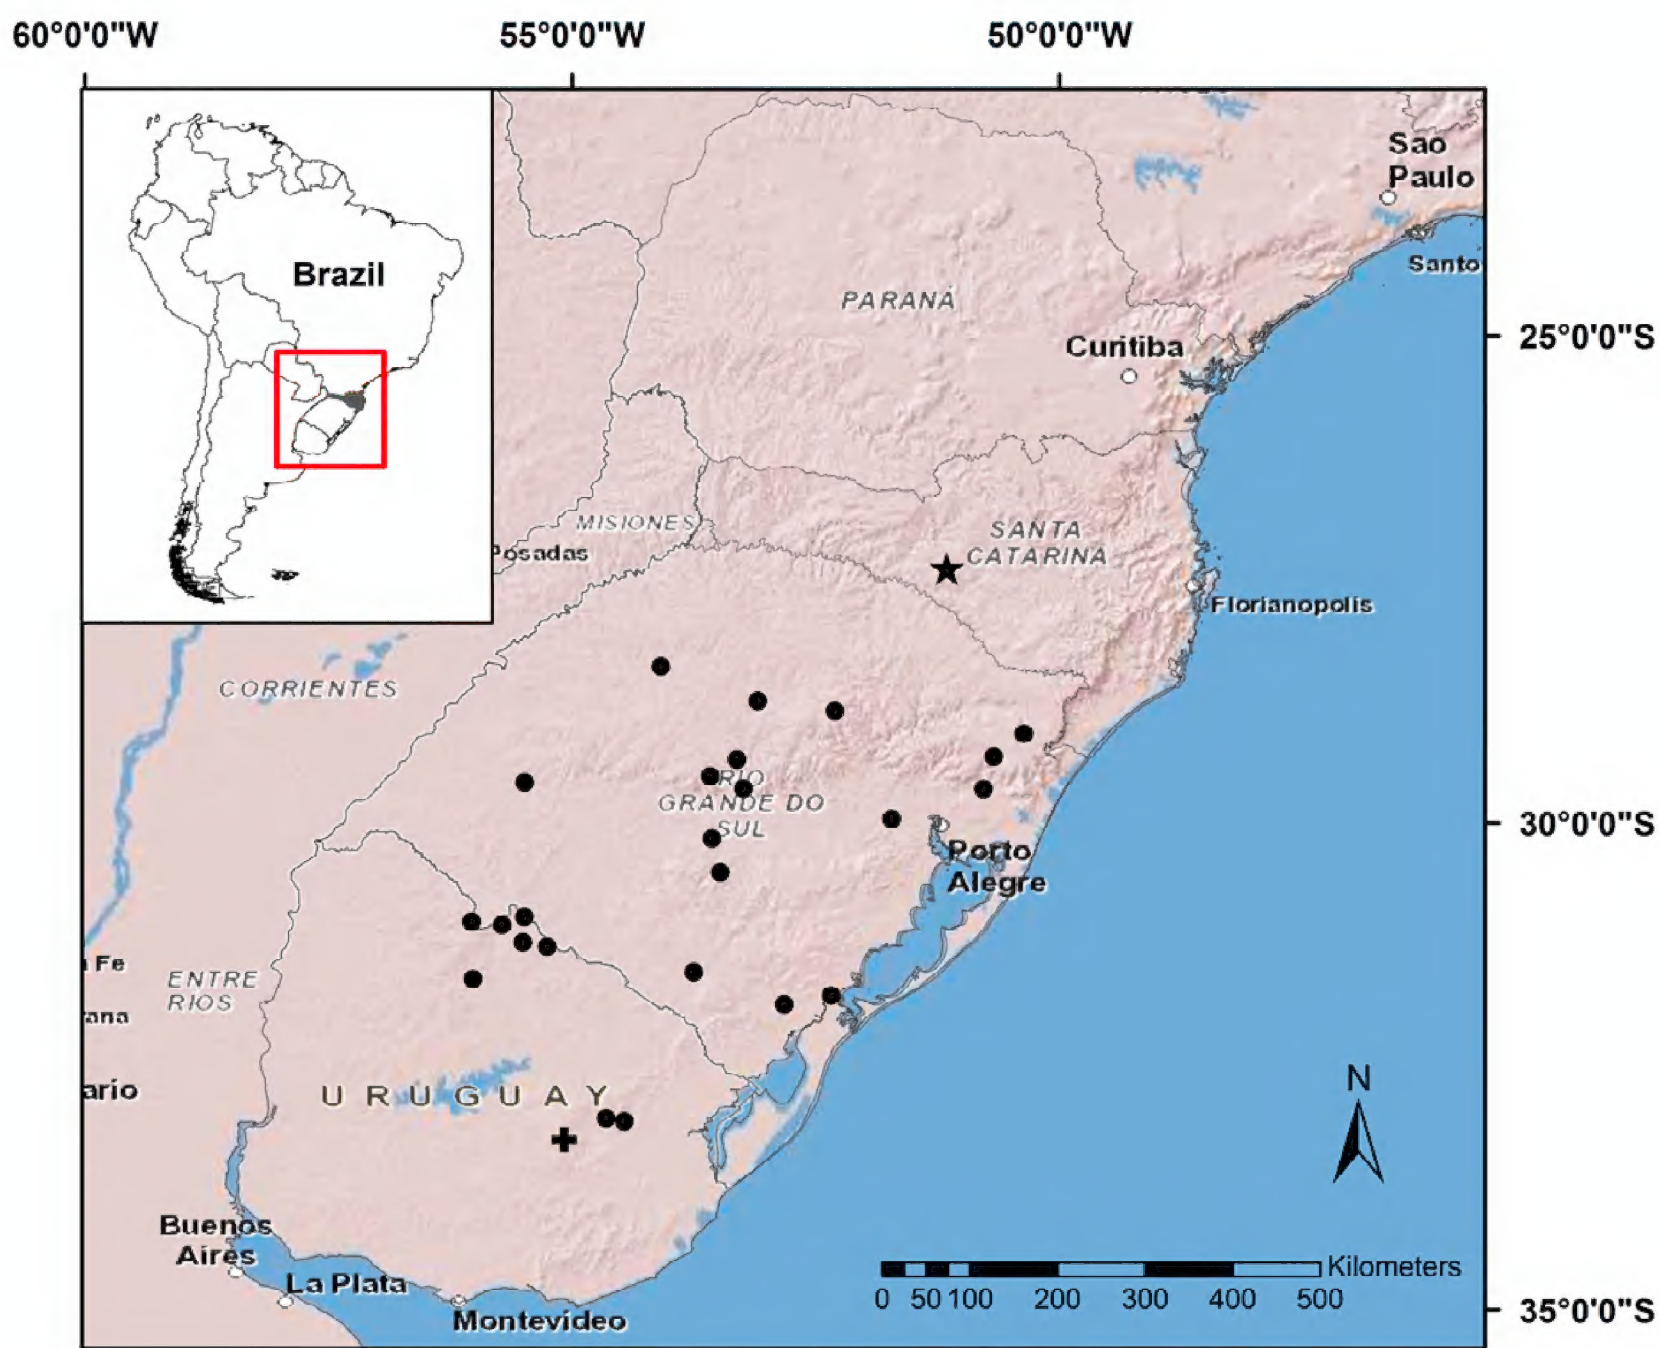 60°0'0"W 55°0'0"W 50°0'0"W
Brazil
Sao
Paulo
Santo
PARANÁ
25°0'0"S
Curitiba
MISIONES
SANTA
CATARINA
Posadas
Florianopolis
CORRIENTES
RIO
GRANDE DO
SUL
30°0'0"S
Porto
Alegre
Fe
ENTRE
RIOS
rana
ario
URUGUAY
N
Buenos
Aires
La Plata
Montevideo
Kilometers
0 50 100 200 300 400 500
35°0'0"S